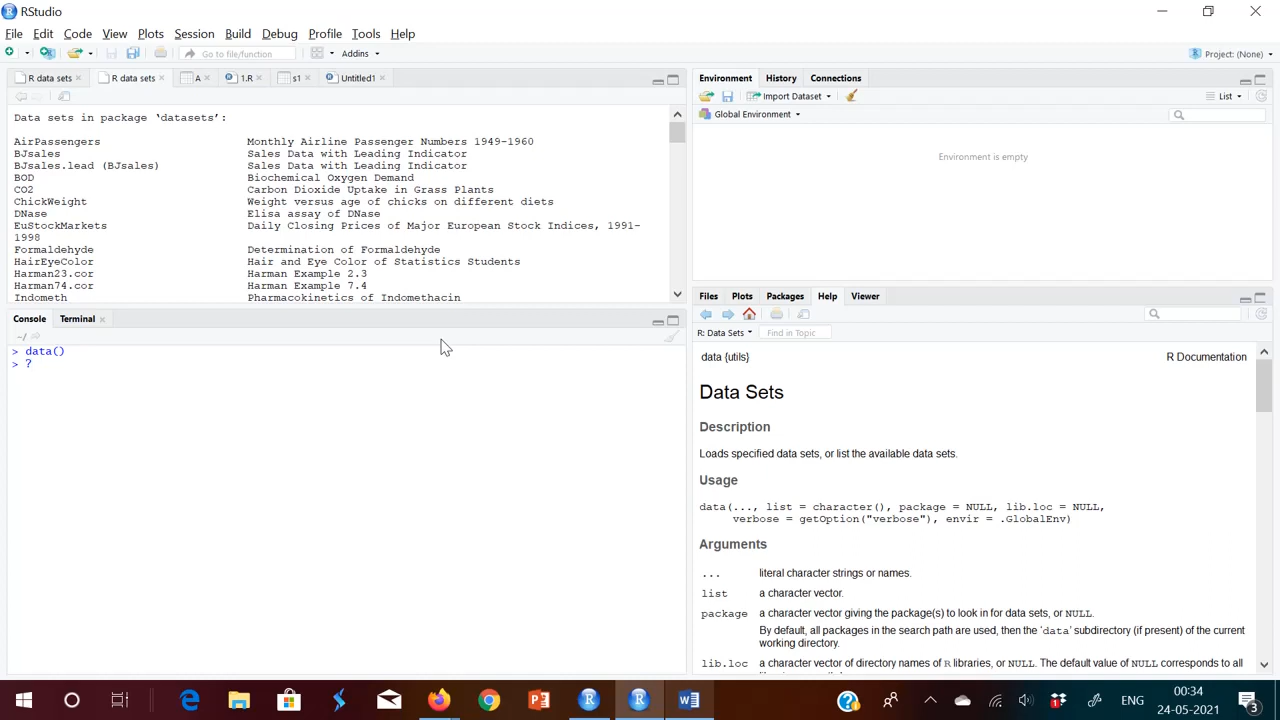 RStudio
File Edit Code View Plots Session Build Debug Profile Tools Help
Go to file/function Addins Project: (None)
R data sets R data sets A 1.R s1 Untitled1
Data sets in package ‘datasets’:
AirPassengers Monthly Airline Passenger Numbers 1949-1960
BJsales Sales Data with Leading Indicator
BJsales.lead (BJsales) Sales Data with Leading Indicator
BOD Biochemical Oxygen Demand
CO2 Carbon Dioxide Uptake in Grass Plants
ChickWeight Weight versus age of chicks on different diets
DNase Elisa assay of DNase
EuStockMarkets Daily Closing Prices of Major European Stock Indices, 1991-
1998
Formaldehyde Determination of Formaldehyde
HairEyeColor Hair and Eye Color of Statistics Students
Harman23.cor Harman Example 2.3
Harman74.cor Harman Example 7.4
Indometh Pharmacokinetics of Indomethacin
Console Terminal
~/
> data()
> ?
Environment History Connections
Import Dataset List
Global Environment
Environment is empty
Files Plots Packages Help Viewer
R: Data Sets Find in Topic
data {utils} R Documentation
Data Sets
Description
Loads specified data sets, or list the available data sets.
Usage
data(..., list = character(), package = NULL, lib.loc = NULL,
verbose = getOption("verbose"), envir = .GlobalEnv)
Arguments
... literal character strings or names.
list a character vector.
package a character vector giving the package(s) to look in for data sets, or NULL.
By default, all packages in the search path are used, then the ‘data’ subdirectory (if present) of the current
working directory.
lib.loc a character vector of directory names of R libraries, or NULL. The default value of NULL corresponds to all
ENG
00:34
24-05-2021
3